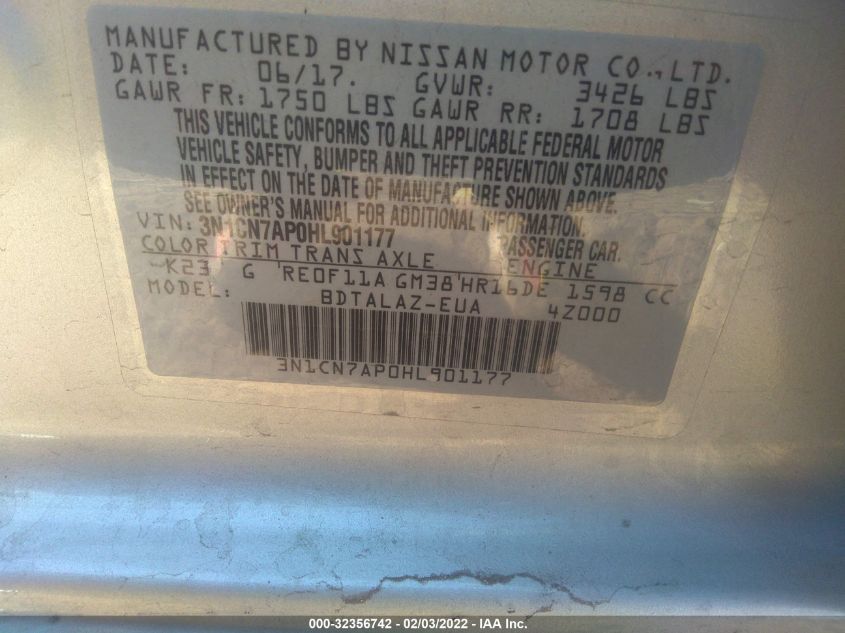 MANUFACTURED BY NISSAN MOTOR CO., LTD.
DATE: 06/17. GVWR: 3426 LBS
GAWR FR: 1750 LBS GAWR RR: 1708 LBS
THIS VEHICLE CONFORMS TO ALL APPLICABLE FEDERAL MOTOR
VEHICLE SAFETY, BUMPER AND THEFT PREVENTION STANDARDS
IN EFFECT ON THE DATE OF MANUFACTURE SHOWN ABOVE.
SEE OWNER'S MANUAL FOR ADDITIONAL INFORMATION.
VIN: 3N1CN7AP0HL901177 PASSENGER CAR.
COLOR TRIM TRANS AXLE ENGINE
K23 G RE0F11A GM38 HR16DE 1598 CC
MODEL: BDTALAZ-EUA 4Z000
3N1CN7AP0HL901177
000-32356742 - 02/03/2022 - IAA Inc.